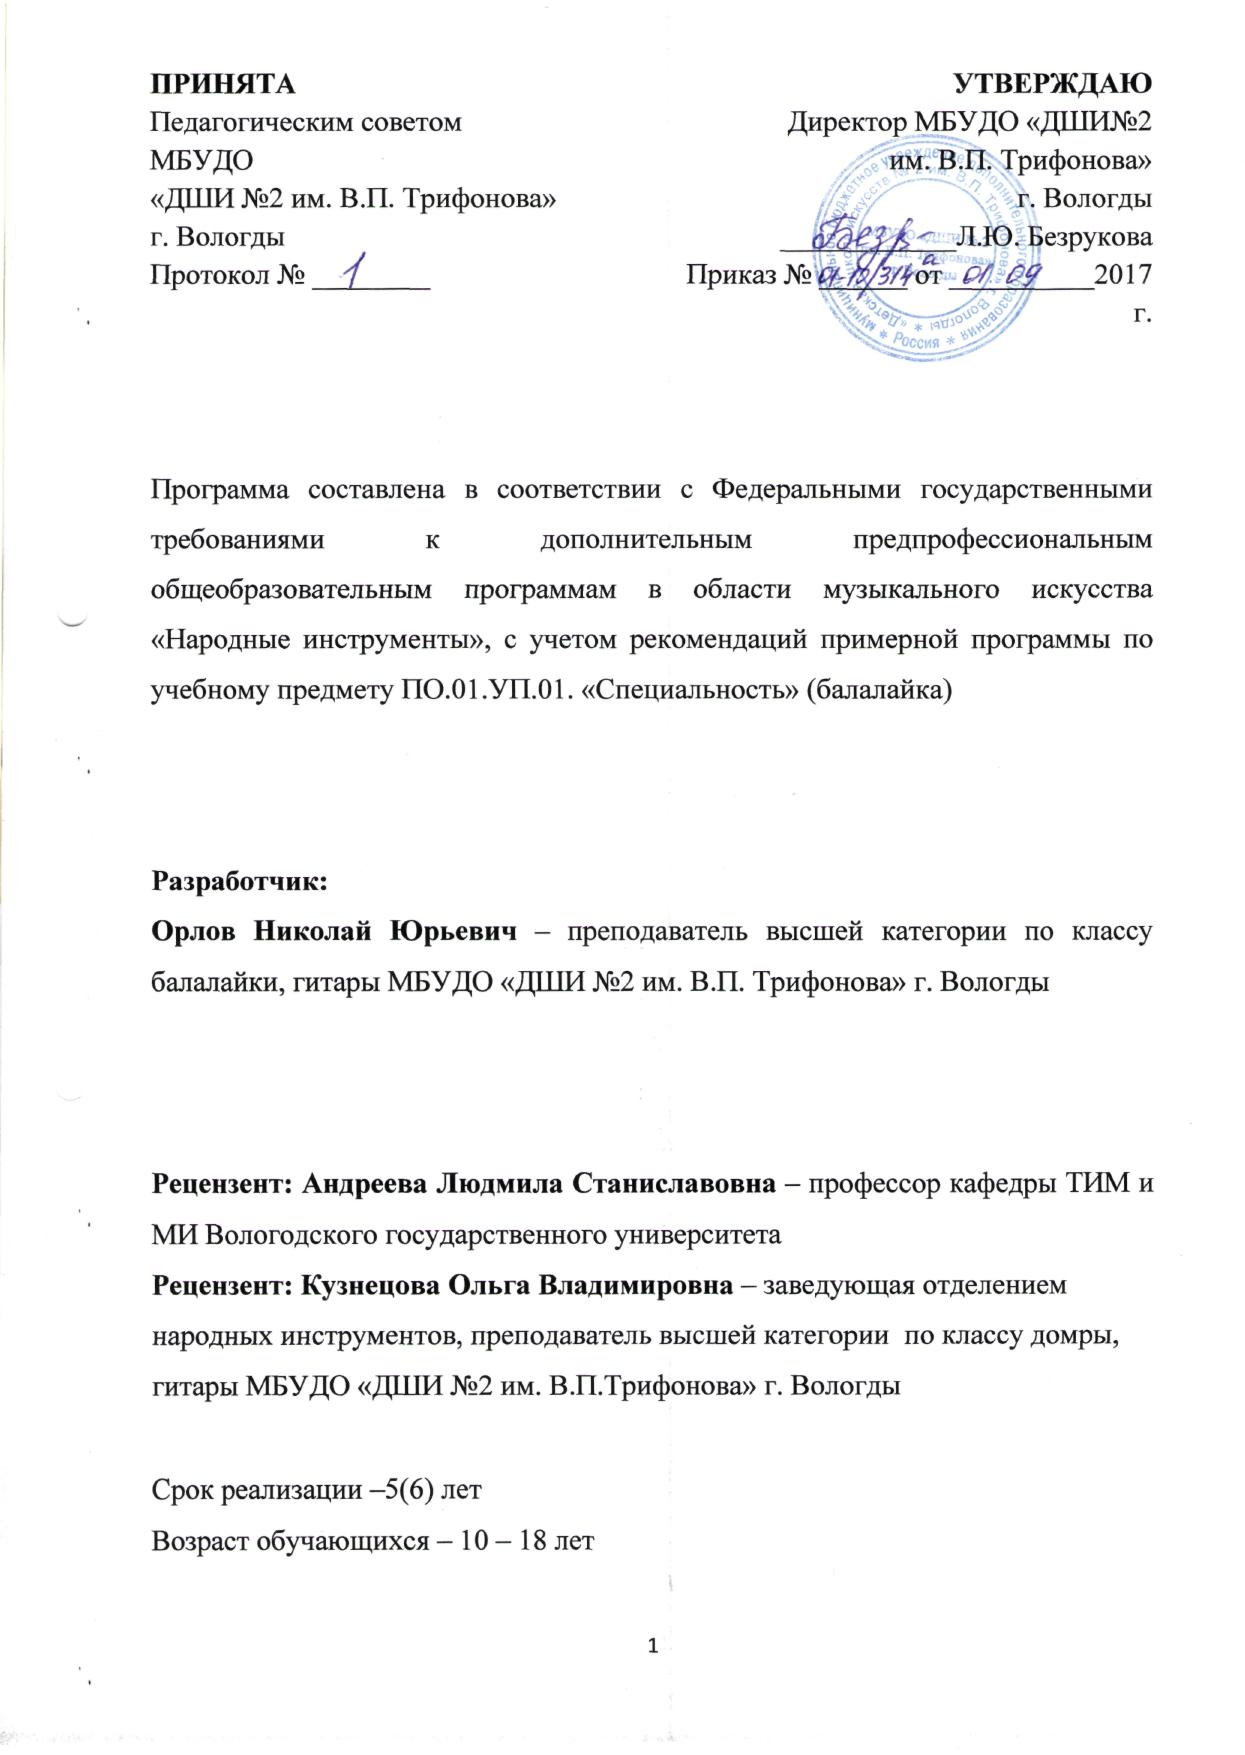 ПРИНЯТА
Педагогическим советом
МБУДО
«ДШИ №2 им. В.П. Трифонова»
г. Вологды
Протокол № 1
УТВЕРЖДАЮ
Директор МБУДО «ДШИ№2
им. В.П. Трифонова»
г. Вологды
Л.Ю. Безрукова
Приказ № 01-10/314а от 01.09 2017
г.
Программа составлена в соответствии с Федеральными государственными
требованиями к дополнительным предпрофессиональным
общеобразовательным программам в области музыкального искусства
«Народные инструменты», с учетом рекомендаций примерной программы по
учебному предмету ПО.01.УП.01. «Специальность» (балалайка)
Разработчик:
Орлов Николай Юрьевич – преподаватель высшей категории по классу
балалайки, гитары МБУДО «ДШИ №2 им. В.П. Трифонова» г. Вологды
Рецензент: Андреева Людмила Станиславовна – профессор кафедры ТИМ и
МИ Вологодского государственного университета
Рецензент: Кузнецова Ольга Владимировна – заведующая отделением
народных инструментов, преподаватель высшей категории по классу домры,
гитары МБУДО «ДШИ №2 им. В.П.Трифонова» г. Вологды
Срок реализации –5(6) лет
Возраст обучающихся – 10 – 18 лет
1